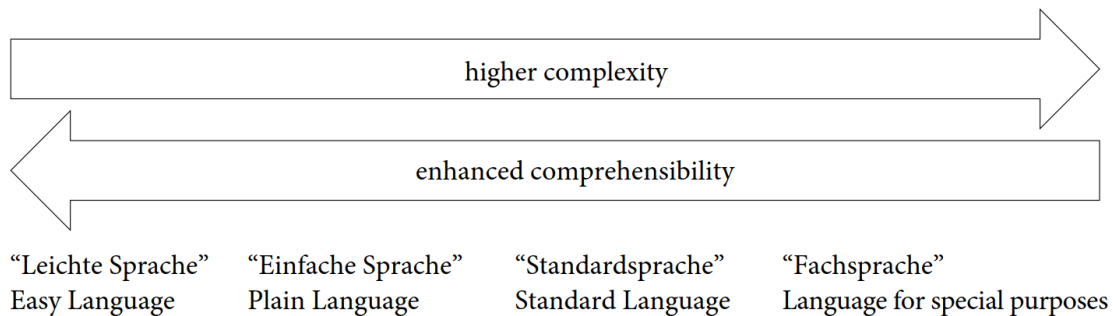 higher complexity
enhanced comprehensibility
“Leichte Sprache” “Einfache Sprache” “Standardsprache” “Fachsprache”
Easy Language Plain Language Standard Language Language for special purposes